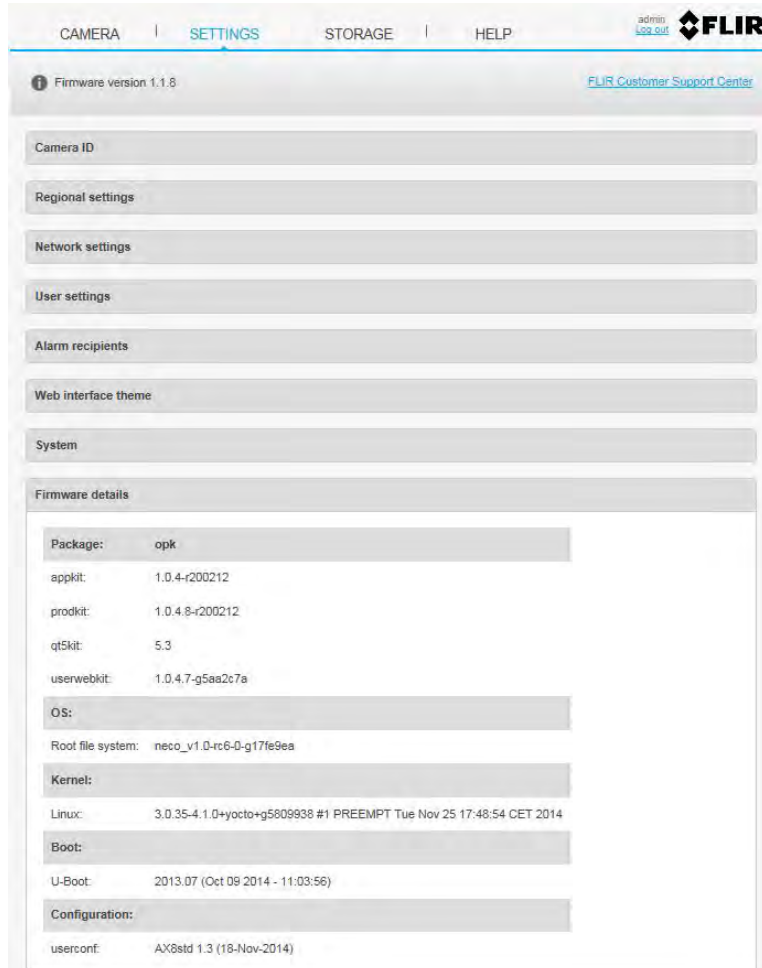 CAMERA | SETTINGS STORAGE | HELP
admin
Log out
FLIR
Firmware version 1.1.8 FLIR Customer Support Center
Camera ID
Regional settings
Network settings
User settings
Alarm recipients
Web interface theme
System
Firmware details
Package: opk
appkit: 1.0.4-r200212
prodkit: 1.0.4.8-r200212
qt5kit: 5.3
userwebkit: 1.0.4.7-g5aa2c7a
OS:
Root file system: neco_v1.0-rc6-0-g17fe9ea
Kernel:
Linux: 3.0.35-4.1.0+yocto+g5809938 #1 PREEMPT Tue Nov 25 17:48:54 CET 2014
Boot:
U-Boot: 2013.07 (Oct 09 2014 - 11:03:56)
Configuration:
userconf: AX8std 1.3 (18-Nov-2014)